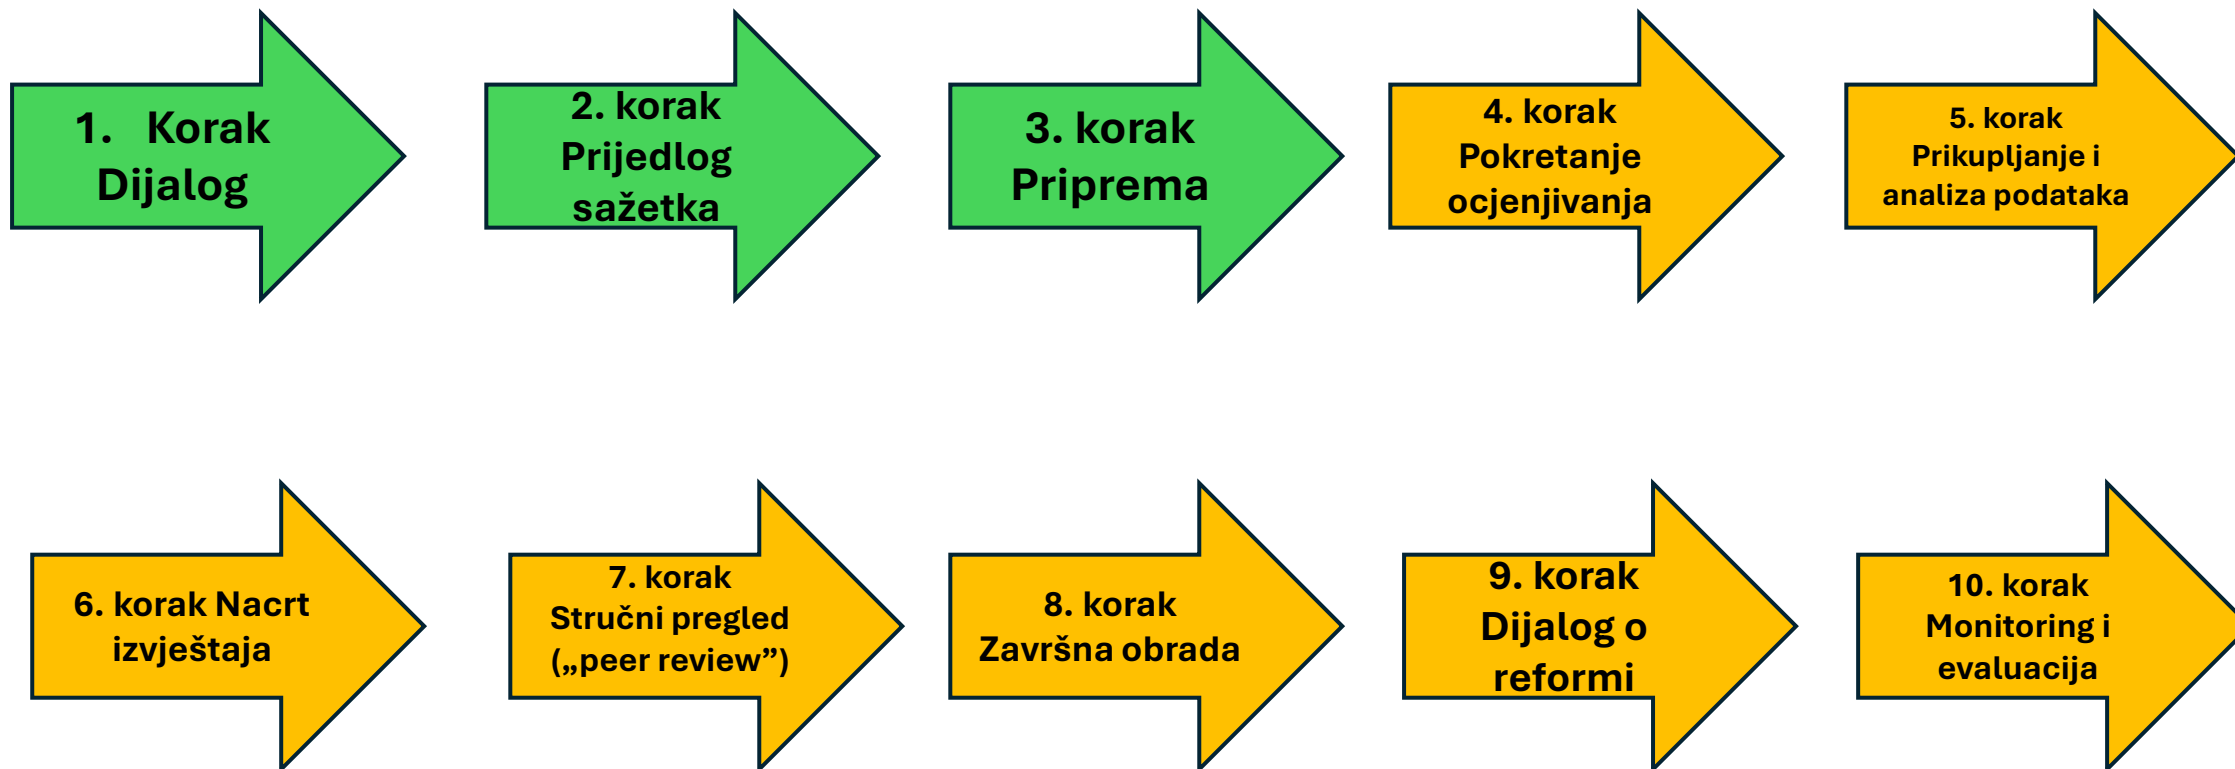 1. Korak
Dijalog
2. korak
Prijedlog
sažetka
3. korak
Priprema
4. korak
Pokretanje
ocjenjivanja
5. korak
Prikupljanje i
analiza podataka
6. korak Nacrt
izvještaja
7. korak
Stručni pregled
(„peer review”)
8. korak
Završna obrada
9. korak
Dijalog o
reformi
10. korak
Monitoring i
evaluacija